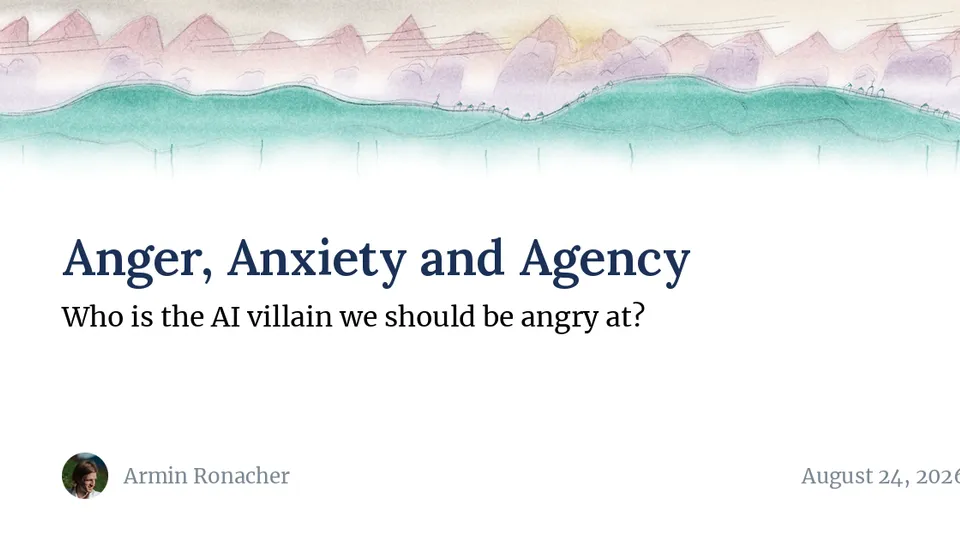 Anger, Anxiety and Agency
Who is the AI villain we should be angry at?
Armin Ronacher
August 24, 2026